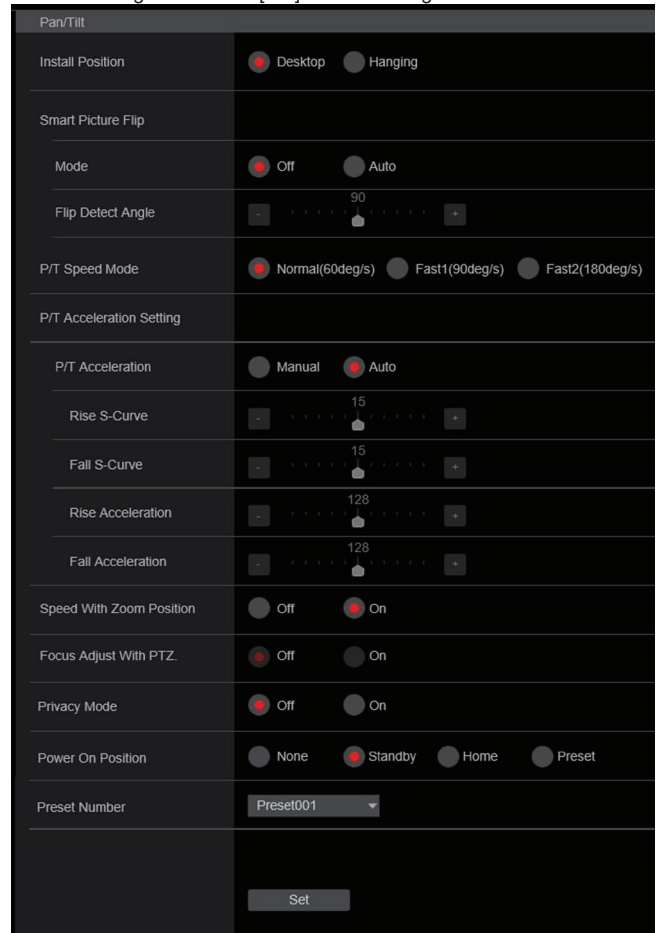 Pan/Tilt
Install Position Desktop Hanging
Smart Picture Flip
Mode Off Auto
90
Flip Detect Angle - +
P/T Speed Mode Normal(60deg/s) Fast1(90deg/s) Fast2(180deg/s)
P/T Acceleration Setting
P/T Acceleration Manual Auto
15
Rise S-Curve - +
15
Fall S-Curve - +
128
Rise Acceleration - +
128
Fall Acceleration - +
Speed With Zoom Position Off On
Focus Adjust With PTZ. Off On
Privacy Mode Off On
Power On Position None Standby Home Preset
Preset Number Preset001
Set